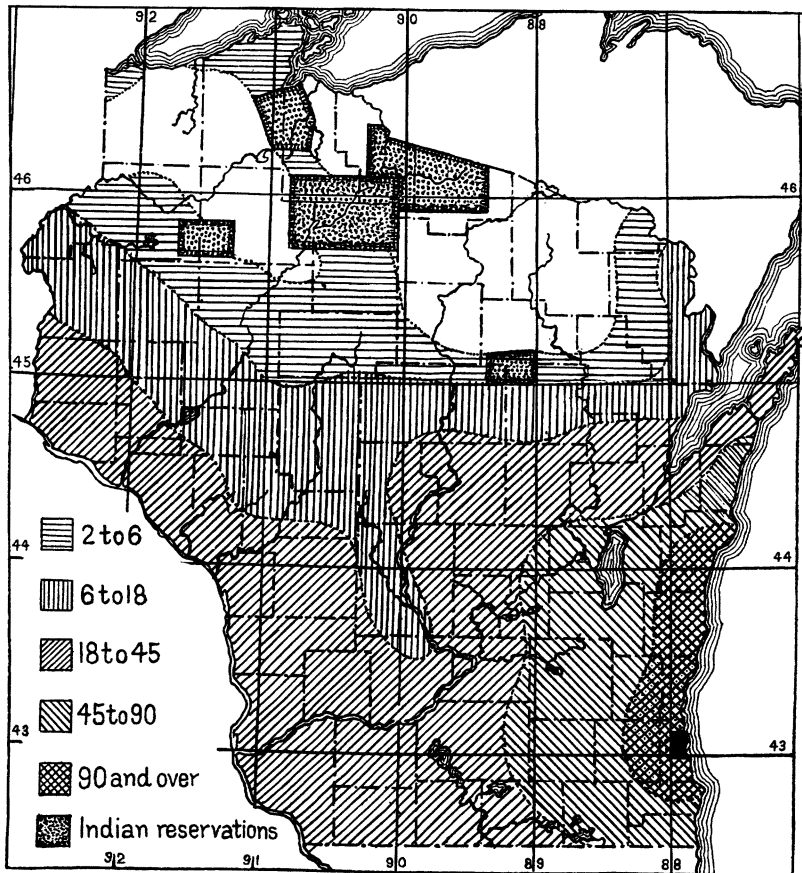 92 90 88
46 46
45
2 to 6
44 44
6 to 18
18 to 45
45 to 90
43 43
90 and over
Indian reservations
92 91 90 89 88